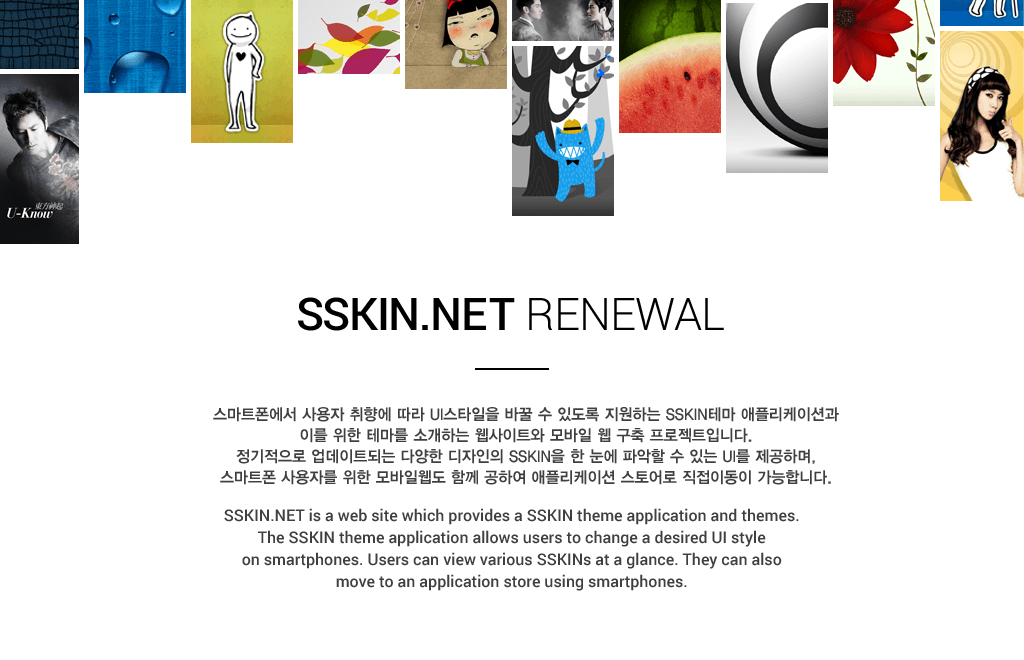 東方神起
U-Know
SSKIN.NET RENEWAL
스마트폰에서 사용자 취향에 따라 UI스타일을 바꿀 수 있도록 지원하는 SSKIN테마 애플리케이션과
이를 위한 테마를 소개하는 웹사이트와 모바일 웹 구축 프로젝트입니다.
정기적으로 업데이트되는 다양한 디자인의 SSKIN을 한 눈에 파악할 수 있는 UI를 제공하며,
스마트폰 사용자를 위한 모바일웹도 함께 공하여 애플리케이션 스토어로 직접이동이 가능합니다.
SSKIN.NET is a web site which provides a SSKIN theme application and themes.
The SSKIN theme application allows users to change a desired UI style
on smartphones. Users can view various SSKINs at a glance. They can also
move to an application store using smartphones.